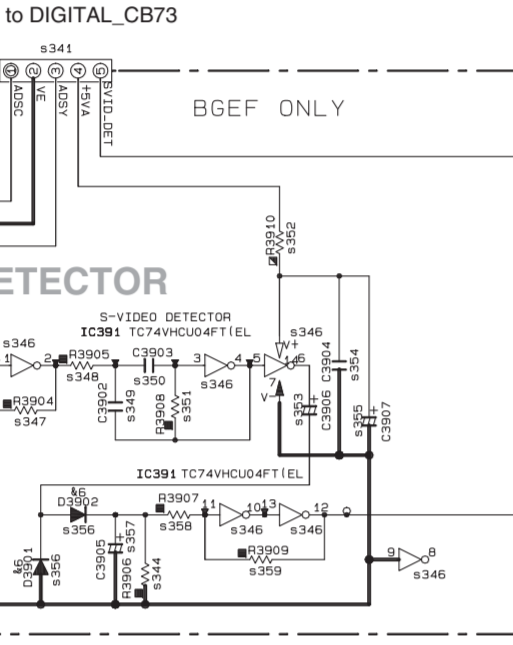 to DIGITAL_CB73
s341
1 2 3 4 5
ADSC
VE
ADSY
+5VA
SVID_DET
BGEF ONLY
R3910
s352
ETECTOR
S-VIDEO DETECTOR
IC391 TC74VHCU04FT(EL
s346
1 2
R3905
s348
C3903
s350
3 4
s346
5 6
s346
V+
14
7
V-
R3904
s347
C3902
s349
R3908
s351
s353
C3906
C3904
s354
s355
C3907
+
+
IC391 TC74VHCU04FT(EL
&6
D3902
s356
R3907
s358
11 10
s346
13 12
s346
&6
s356
C3905
s357
+
R3906
s344
R3909
s359
9 8
s346